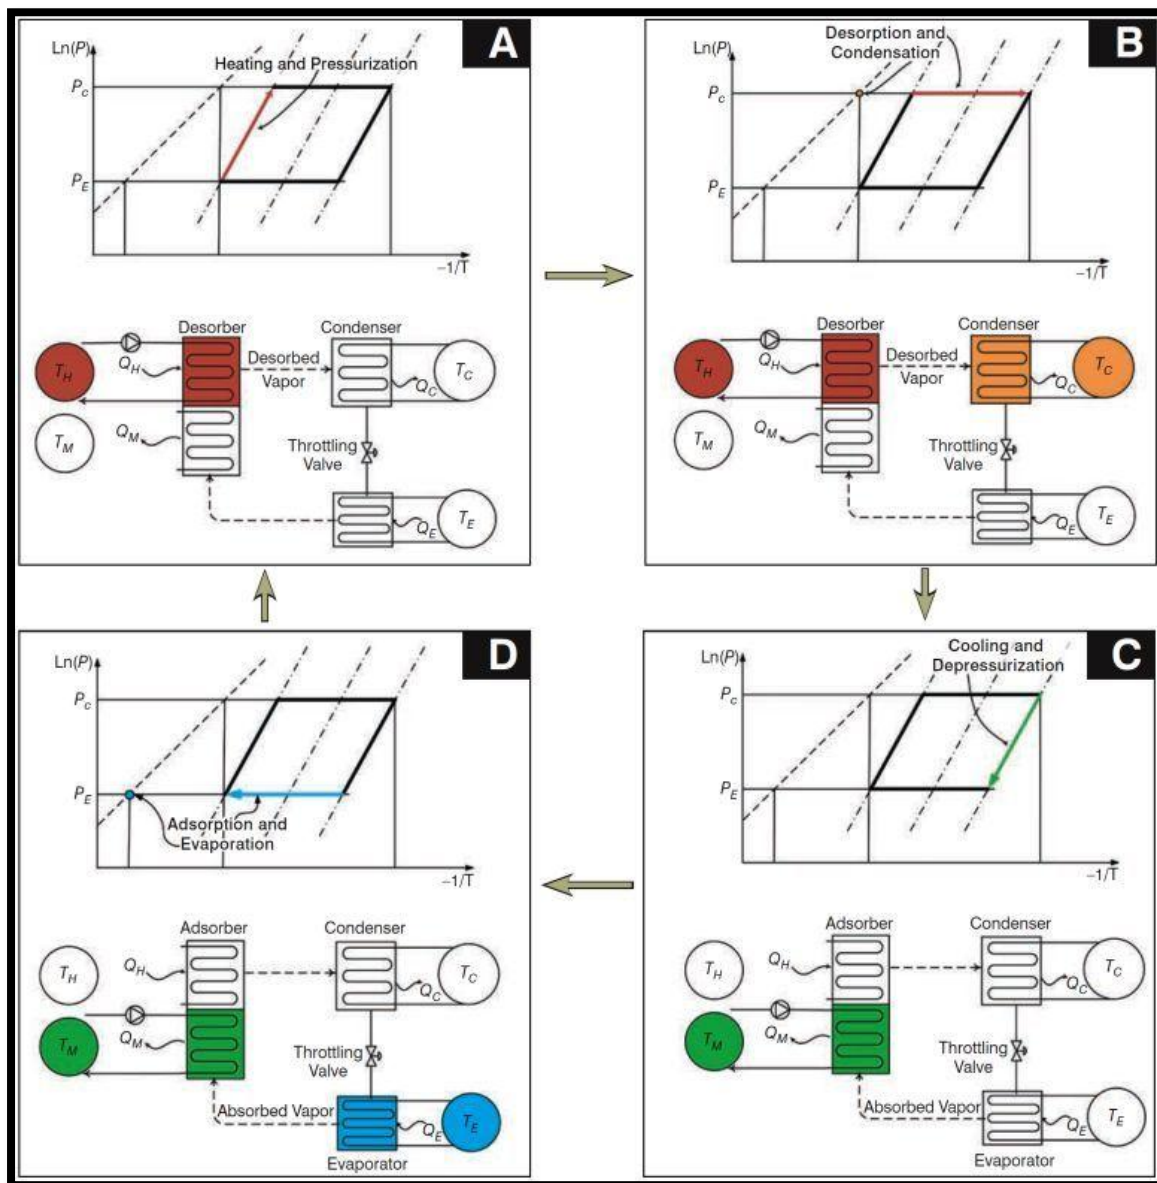 A
Ln(P)
Heating and Pressurization
Pc
PE
–1/T
Desorber
Condenser
TH
QH
Desorbed
Vapor
TC
QC
TM
QM
Throttling
Valve
QE
TE
B
Desorption and
Condensation
Ln(P)
Pc
PE
–1/T
Desorber
Condenser
TH
QH
Desorbed
Vapor
TC
QC
TM
QM
Throttling
Valve
QE
TE
D
Ln(P)
Pc
PE
Adsorption and
Evaporation
–1/T
Adsorber
Condenser
TH
QH
TC
QC
TM
QM
Throttling
Valve
Absorbed Vapor
QE
TE
Evaporator
C
Cooling and
Depressurization
Ln(P)
Pc
PE
–1/T
Adsorber
Condenser
TH
QH
TC
QC
TM
QM
Throttling
Valve
Absorbed Vapor
QE
TE
Evaporator